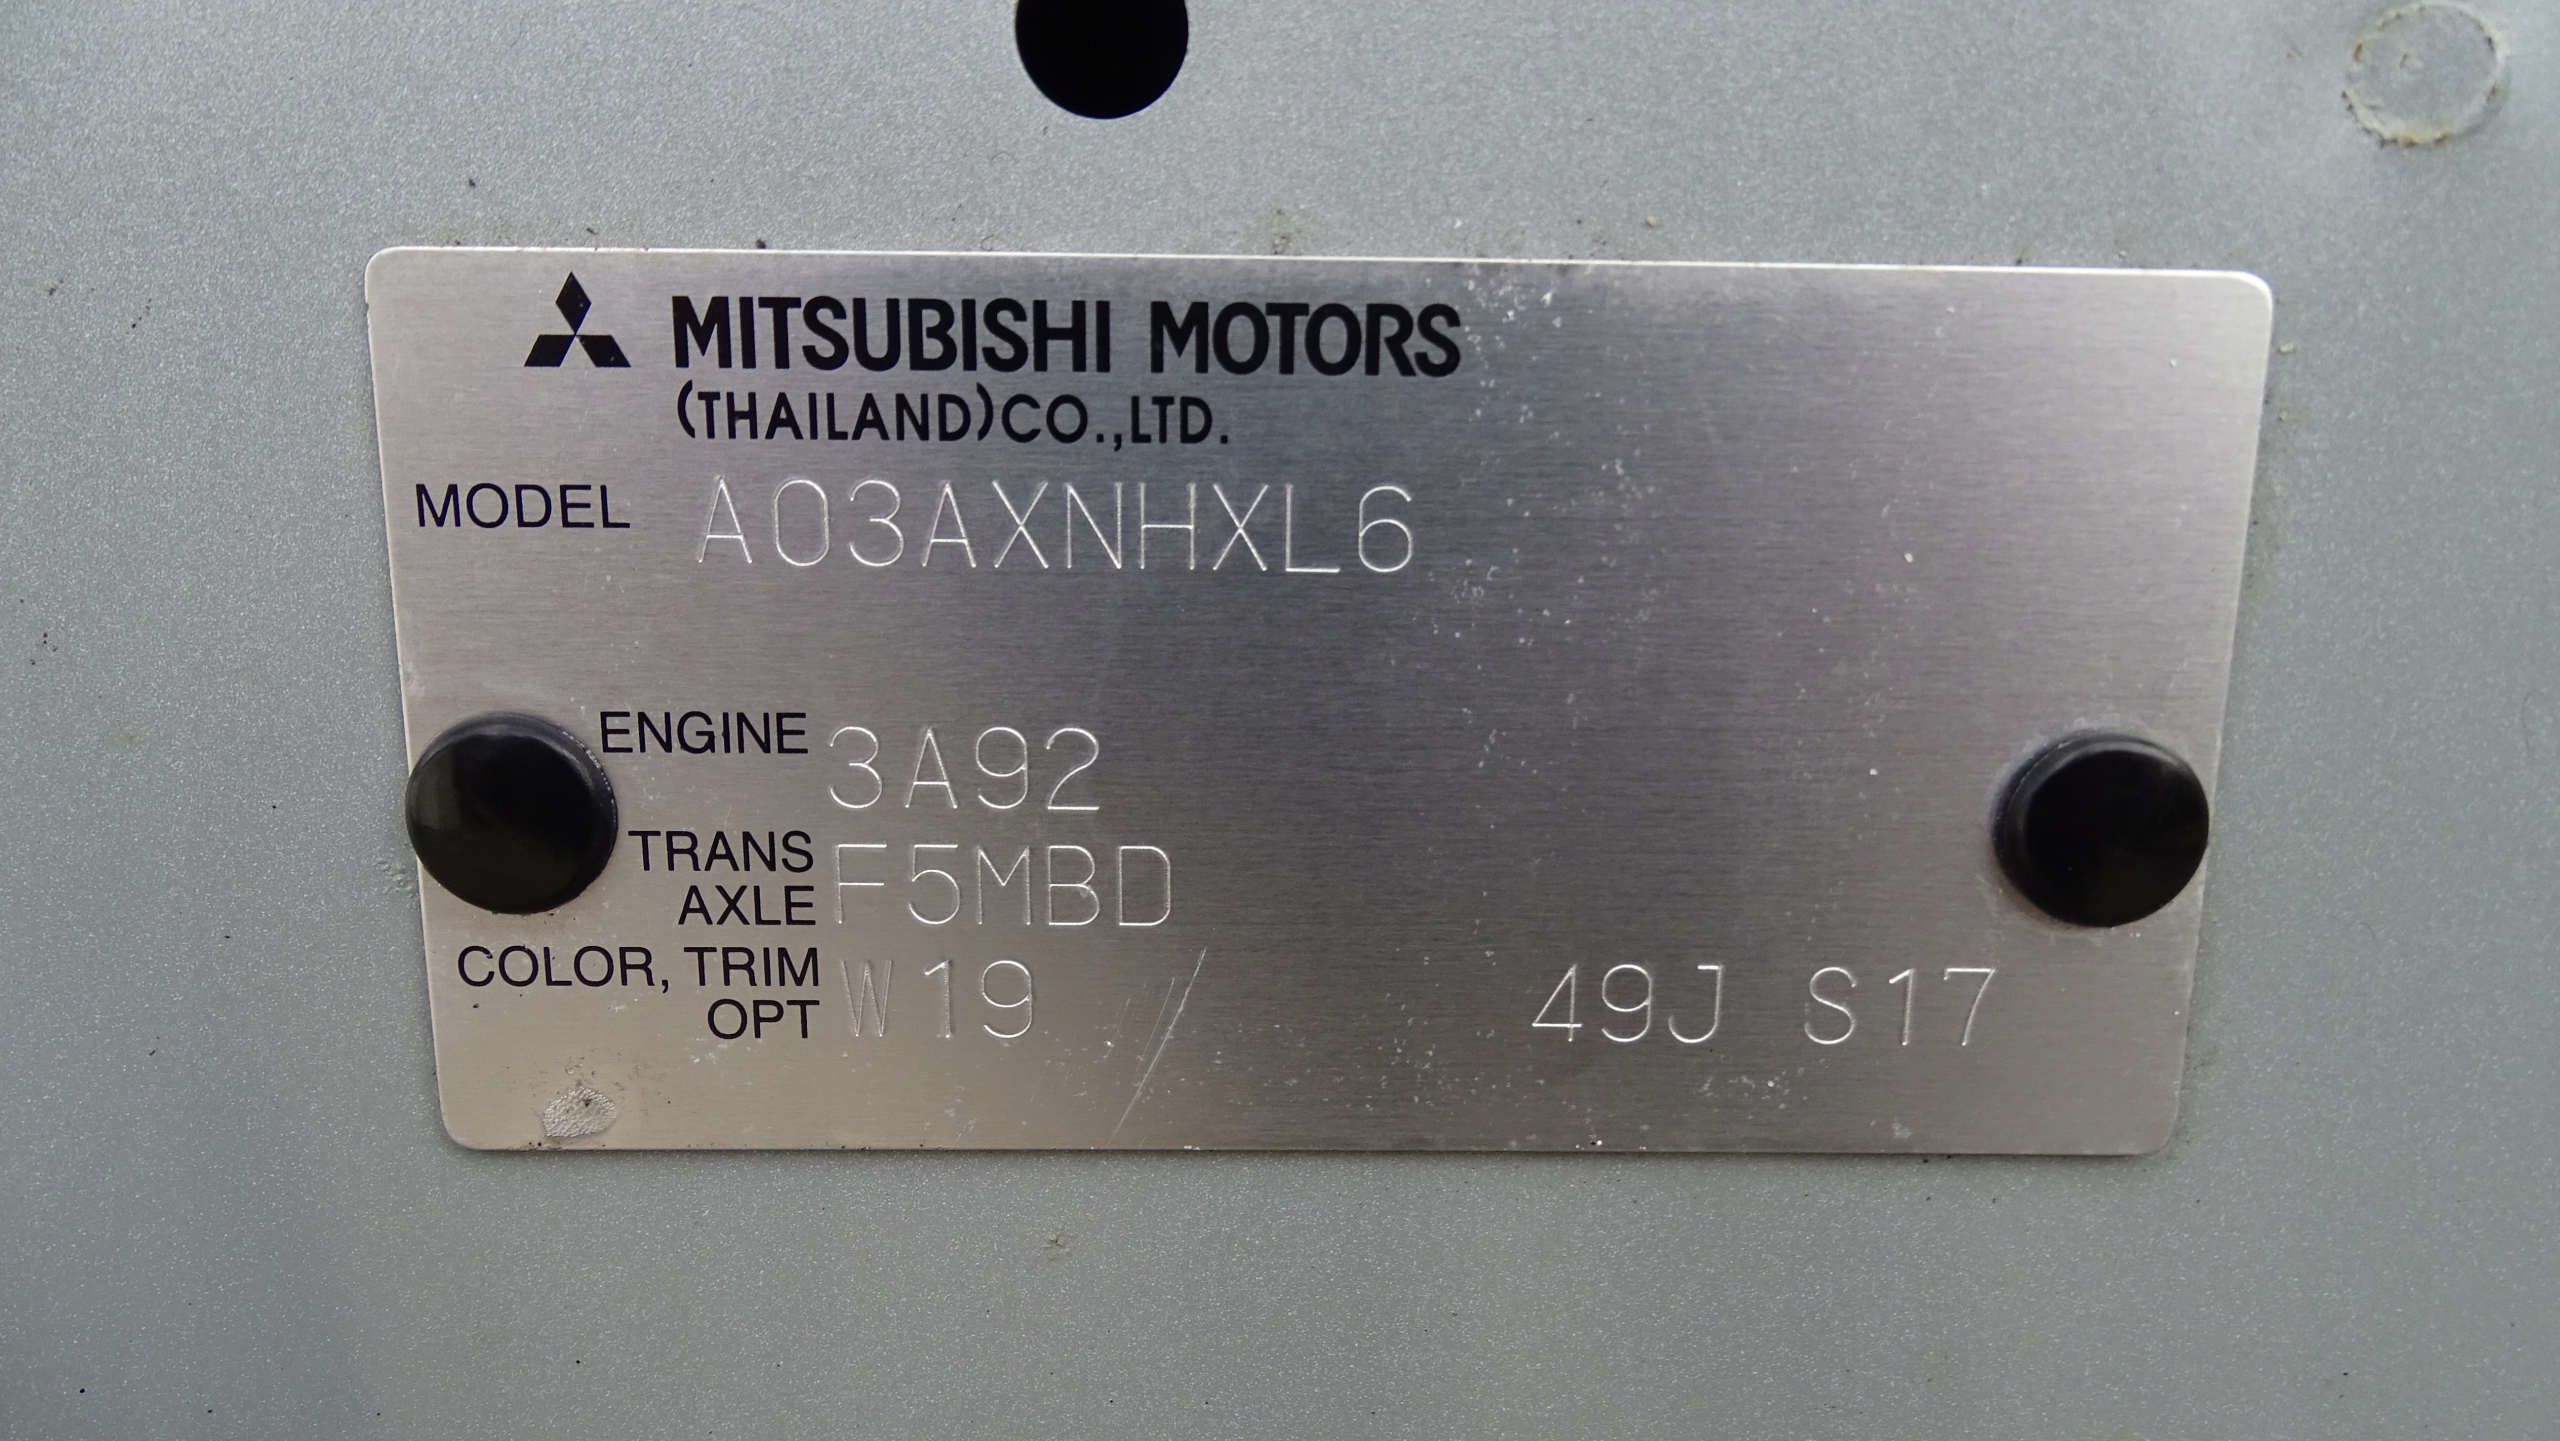 MITSUBISHI MOTORS
(THAILAND)CO.,LTD.
MODEL A03AXNHXL6
ENGINE 3A92
TRANS
AXLE F5MBD
COLOR, TRIM
OPT W19 49J S17